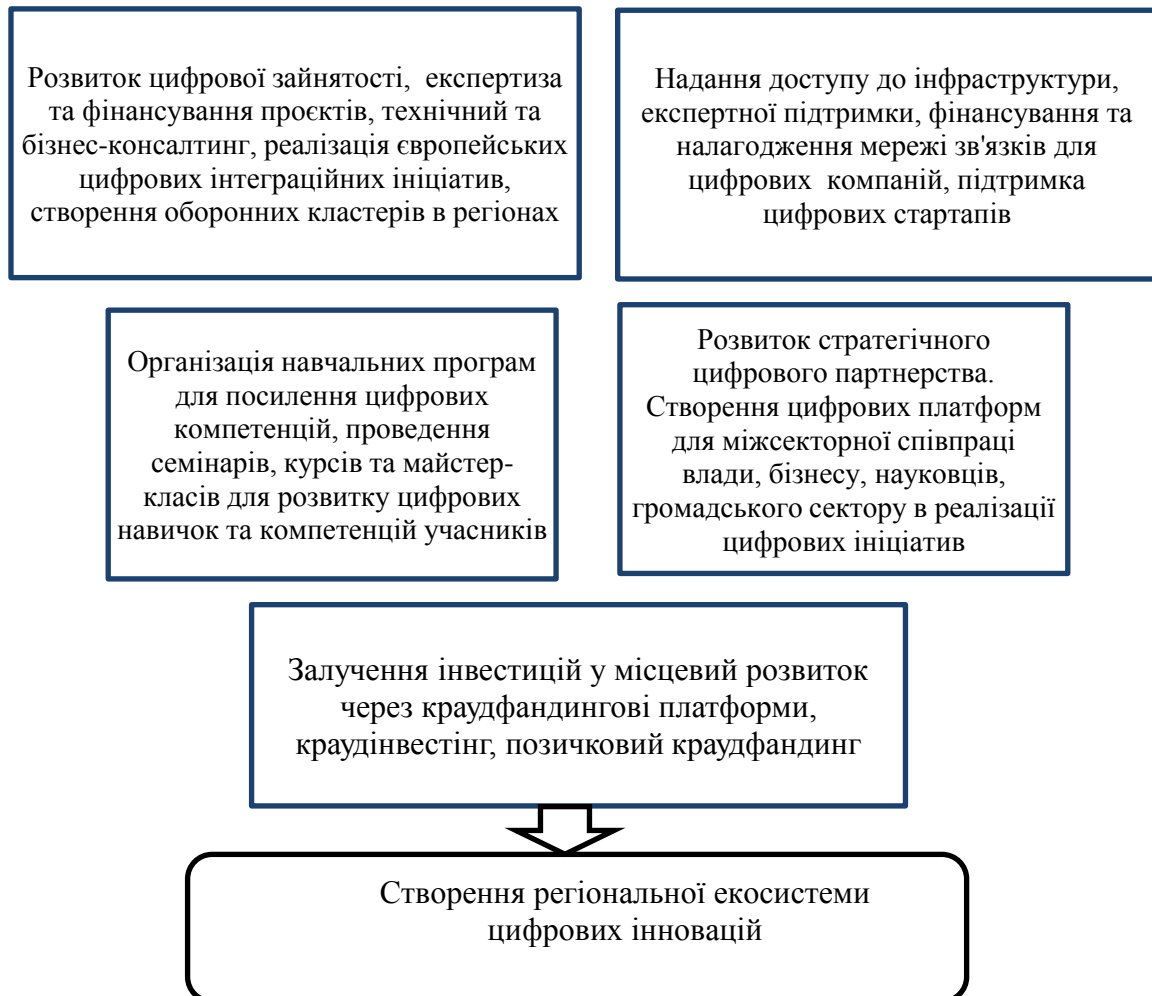 Розвиток цифрової зайнятості, експертиза
та фінансування проєктів, технічний та
бізнес-консалтинг, реалізація європейських
цифрових інтеграційних ініціатив,
створення оборонних кластерів в регіонах
Надання доступу до інфраструктури,
експертної підтримки, фінансування та
налагодження мережі зв'язків для
цифрових компаній, підтримка
цифрових стартапів
Організація навчальних програм
для посилення цифрових
компетенцій, проведення
семінарів, курсів та майстер-
класів для розвитку цифрових
навичок та компетенцій учасників
Розвиток стратегічного
цифрового партнерства.
Створення цифрових платформ
для міжсекторної співпраці
влади, бізнесу, науковців,
громадського сектору в реалізації
цифрових ініціатив
Залучення інвестицій у місцевий розвиток
через краудфандингові платформи,
краудінвестінг, позичковий краудфандинг
Створення регіональної екосистеми
цифрових інновацій